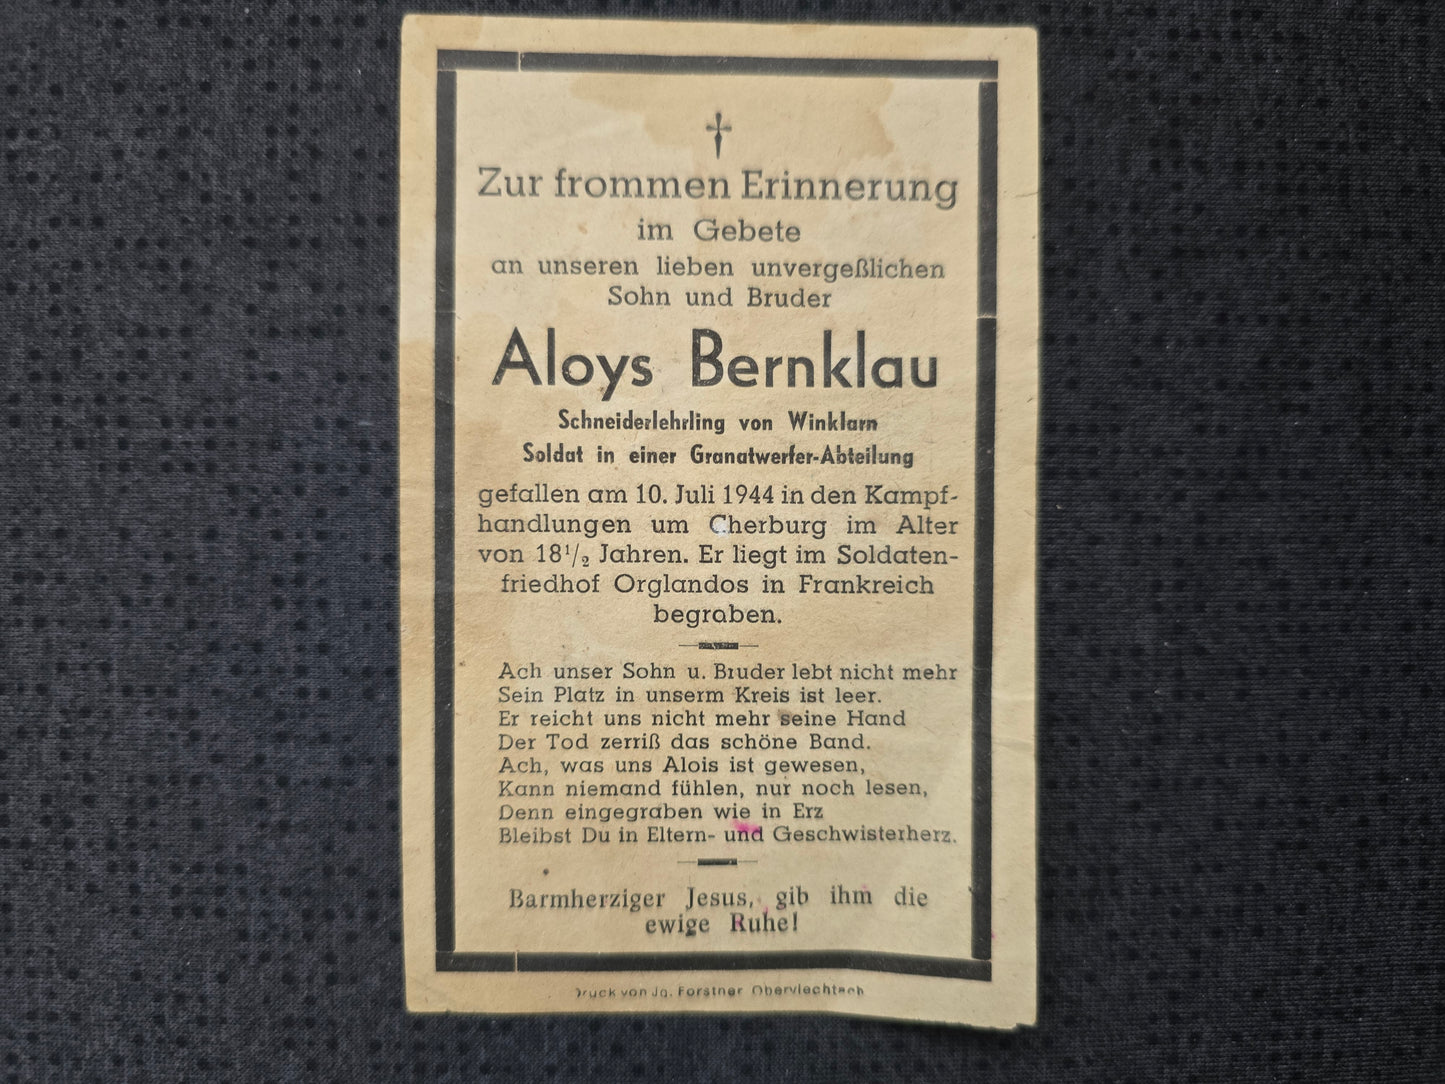 Zur frommen Erinnerung
im Gebete
an unseren lieben unvergeßlichen
Sohn und Bruder
Aloys Bernklau
Schneiderlehrling von Winklarn
Soldat in einer Granatwerfer-Abteilung
gefallen am 10. Juli 1944 in den Kampf-
handlungen um Cherburg im Alter
von 18 1/2 Jahren. Er liegt im Soldaten-
friedhof Orglandos in Frankreich
begraben.
Ach unser Sohn u. Bruder lebt nicht mehr
Sein Platz in unserm Kreis ist leer.
Er reicht uns nicht mehr seine Hand
Der Tod zerriß das schöne Band.
Ach, was uns Alois ist gewesen,
Kann niemand fühlen, nur noch lesen,
Denn eingegraben wie in Erz
Bleibst Du in Eltern- und Geschwisterherz.
Barmherziger Jesus, gib ihm die
ewige Ruhe!
Druck von Jg. Forstner Oberviechtach